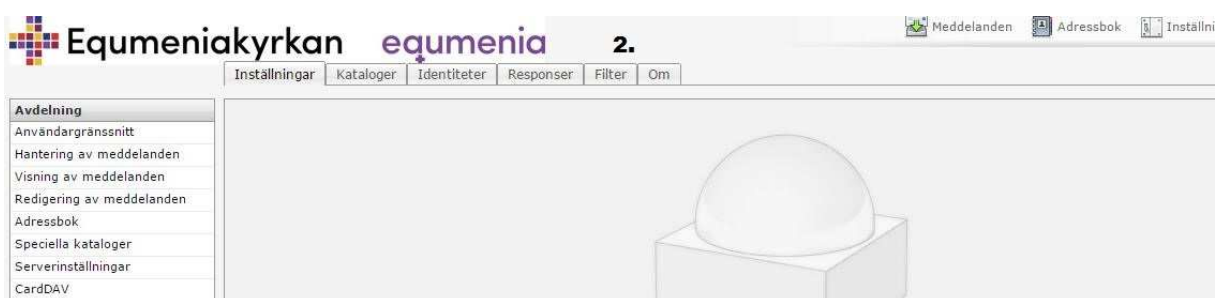 Equmeniakyrkan equmenia 2. Meddelanden Adressbok Inställni
Inställningar Kataloger Identiteter Responser Filter Om
Avdelning
Användargränssnitt
Hantering av meddelanden
Visning av meddelanden
Redigering av meddelanden
Adressbok
Speciella kataloger
Serverinställningar
CardDAV